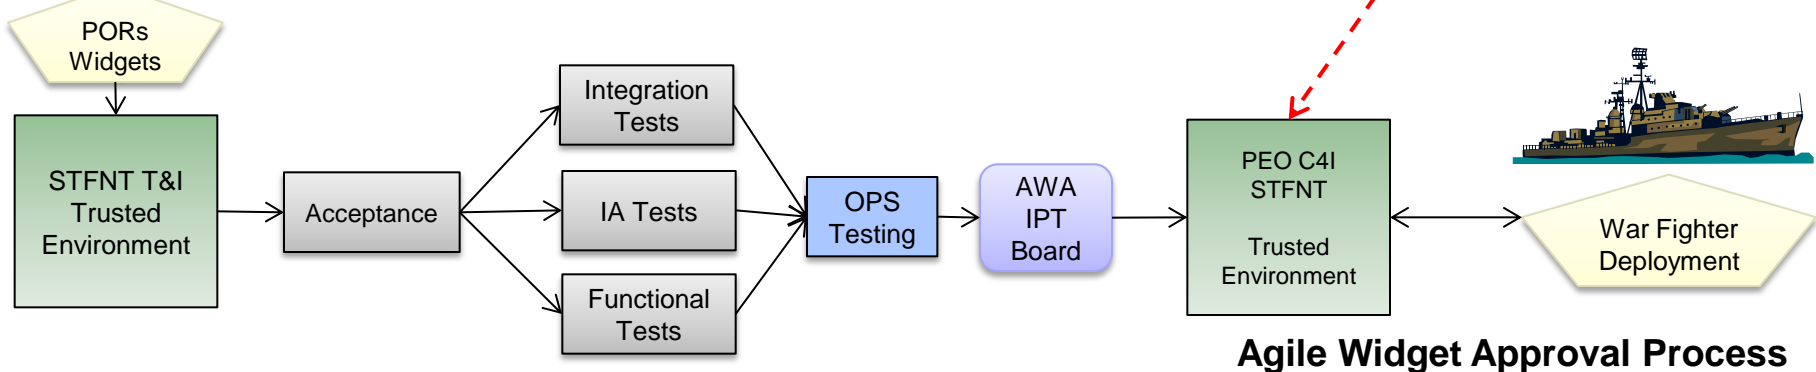 PORs
Widgets
STFNT T&I
Trusted
Environment
Acceptance
Integration
Tests
IA Tests
Functional
Tests
OPS
Testing
AWA
IPT
Board
PEO C4I
STFNT
Trusted
Environment
War Fighter
Deployment
Agile Widget Approval Process